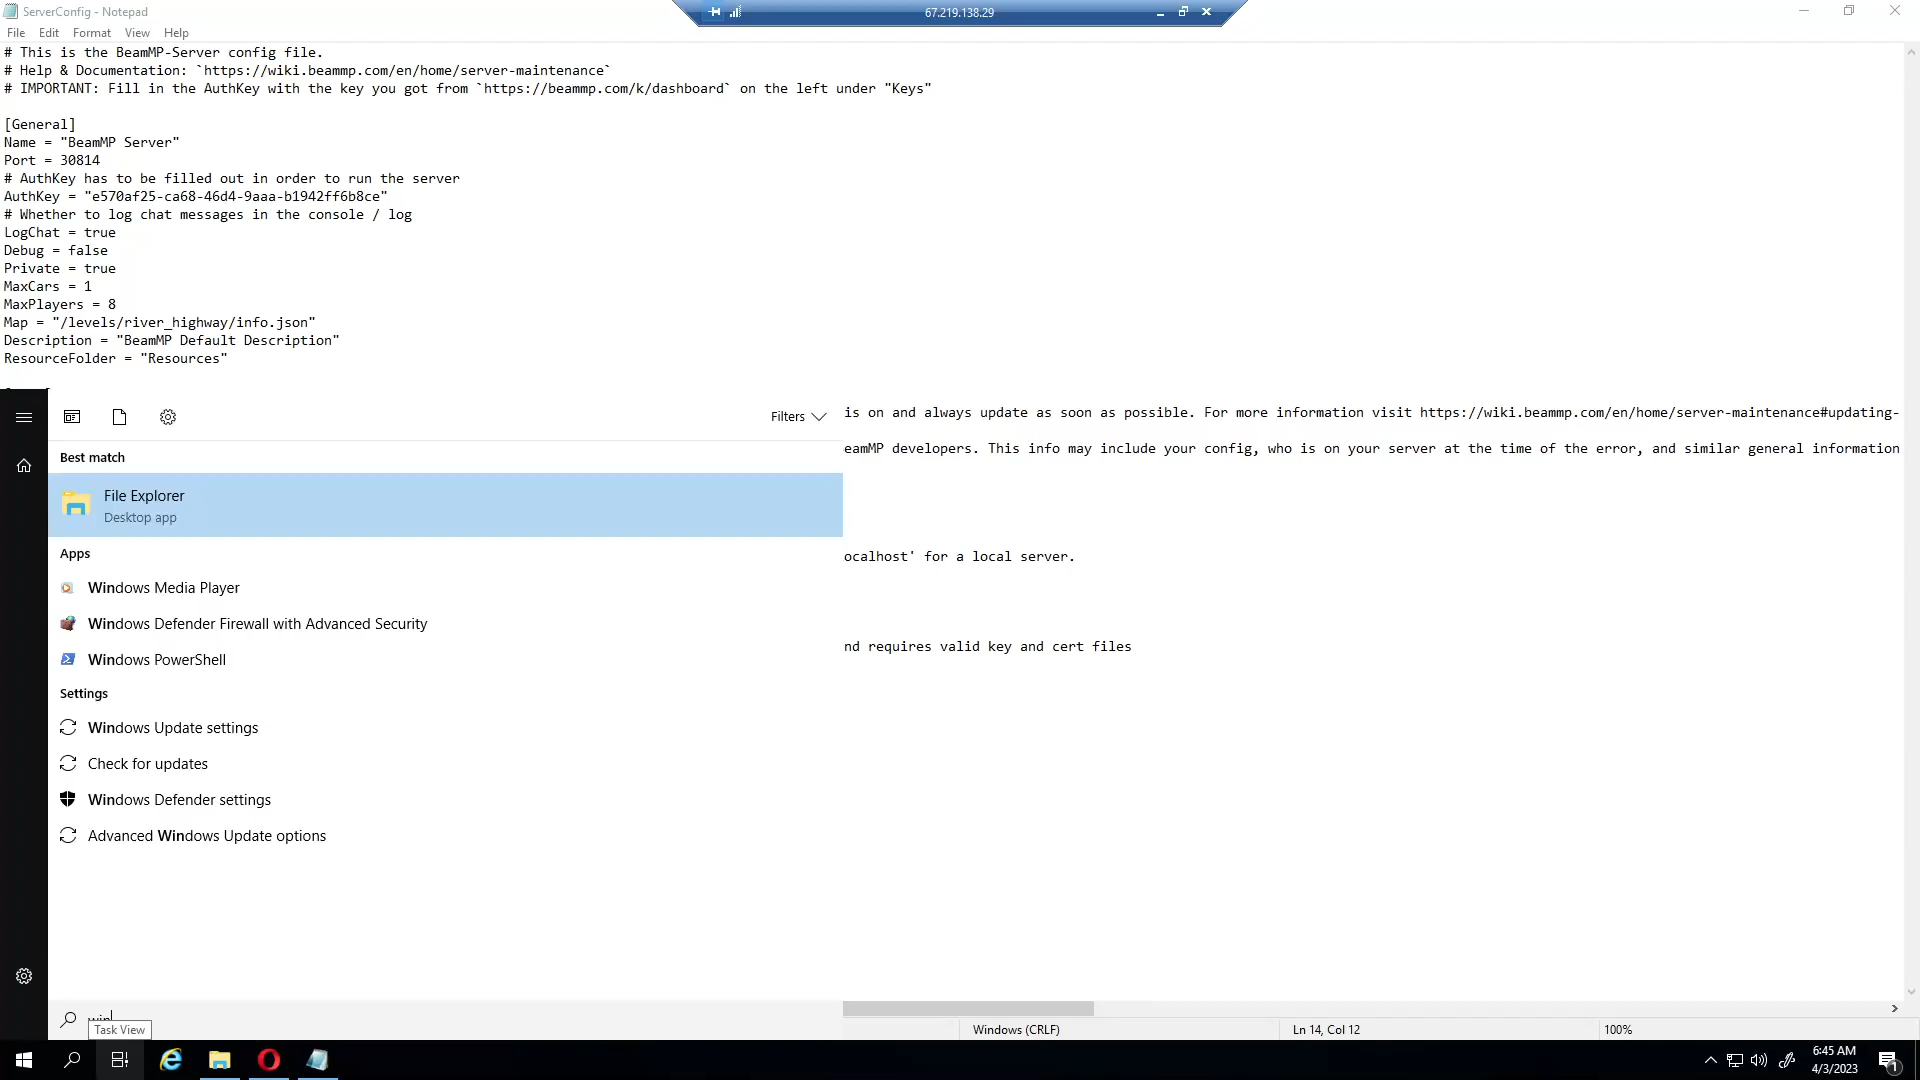 ServerConfig - Notepad
67.219.138.29
File Edit Format View Help
# This is the BeamMP-Server config file.
# Help & Documentation: `https://wiki.beammp.com/en/home/server-maintenance`
# IMPORTANT: Fill in the AuthKey with the key you got from `https://beammp.com/k/dashboard` on the left under "Keys"
[General]
Name = "BeamMP Server"
Port = 30814
# AuthKey has to be filled out in order to run the server
AuthKey = "e570af25-ca68-46d4-9aaa-b1942ff6b8ce"
# Whether to log chat messages in the console / log
LogChat = true
Debug = false
Private = true
MaxCars = 1
MaxPlayers = 8
Map = "/levels/river_highway/info.json"
Description = "BeamMP Default Description"
ResourceFolder = "Resources"
Filters
is on and always update as soon as possible. For more information visit https://wiki.beammp.com/en/home/server-maintenance#updating-
eamMP developers. This info may include your config, who is on your server at the time of the error, and similar general information
ocalhost' for a local server.
nd requires valid key and cert files
Best match
File Explorer
Desktop app
Apps
Windows Media Player
Windows Defender Firewall with Advanced Security
Windows PowerShell
Settings
Windows Update settings
Check for updates
Windows Defender settings
Advanced Windows Update options
win
Task View
Windows (CRLF)
Ln 14, Col 12
100%
6:45 AM
4/3/2023
1